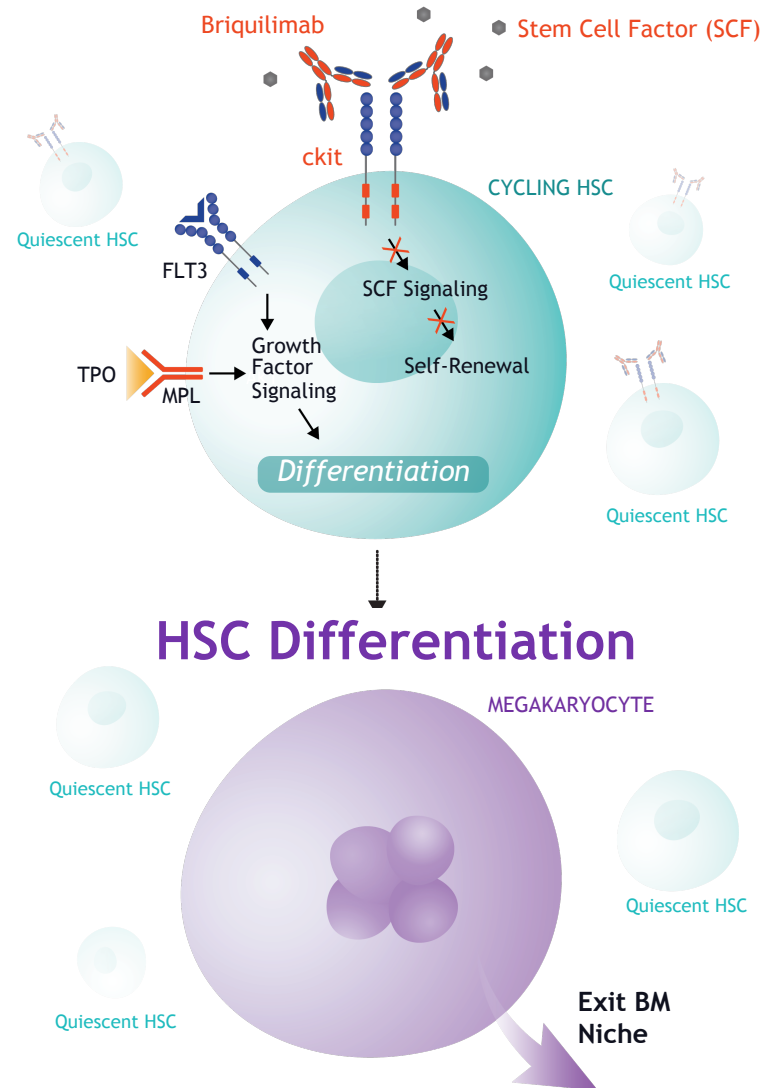 Briquilimab
Stem Cell Factor (SCF)
ckit
CYCLING HSC
Quiescent HSC
FLT3
SCF Signaling
Quiescent HSC
Growth
Factor
Signaling
Self-Renewal
TPO
MPL
Differentiation
Quiescent HSC
HSC Differentiation
MEGAKARYOCYTE
Quiescent HSC
Quiescent HSC
Exit BM
Niche
Quiescent HSC